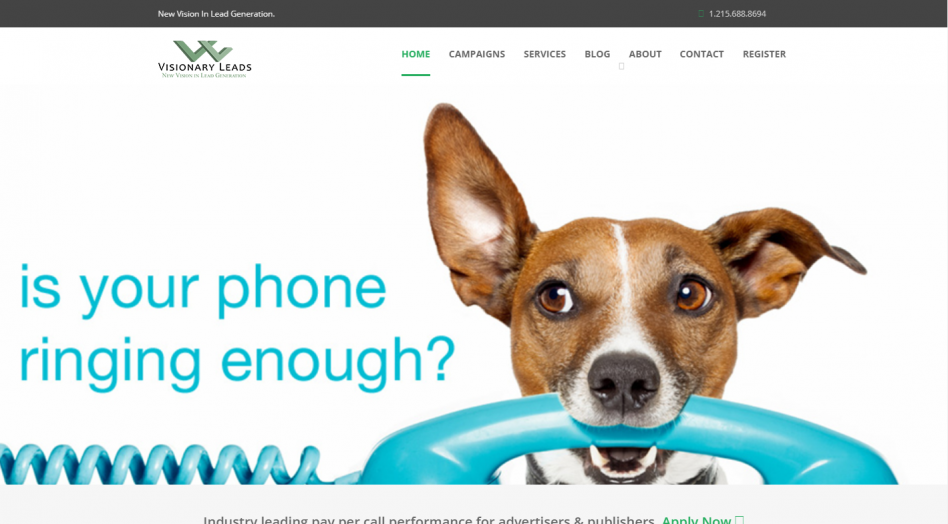 New Vision In Lead Generation.
1.215.688.8694
VISIONARY LEADS
NEW VISION IN LEAD GENERATION
HOME CAMPAIGNS SERVICES BLOG ABOUT CONTACT REGISTER
is your phone
ringing enough?
Industry leading pay per call performance for advertisers & publishers. Apply Now